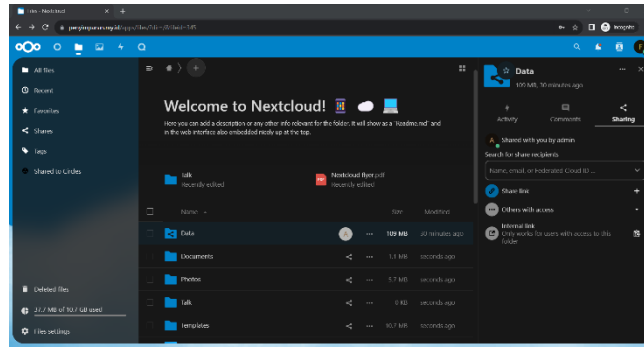 Files - Nextcloud
Incognito
All files
Recent
Favorites
Shares
Tags
Shared to Circles
Deleted files
37.7 MB of 10.7 GB used
Files settings
Welcome to Nextcloud!
Here you can add a description or any other info relevant for the folder. It will show as a "Readme.md" and
in the web interface also embedded nicely up at the top.
Talk
Recently edited
Nextcloud flyer.pdf
Recently edited
Name
Size
Modified
Data
A
109 MB
30 minutes ago
Documents
1.1 MB
seconds ago
Photos
5.7 MB
seconds ago
Talk
0 KB
seconds ago
Templates
seconds ago
Data
109 MB, 30 minutes ago
Activity
Comments
Sharing
A
Shared with you by admin
Search for share recipients
Name, email, or Federated Cloud ID ...
Share link
Others with access
Internal link
Only works for users with access to this
folder